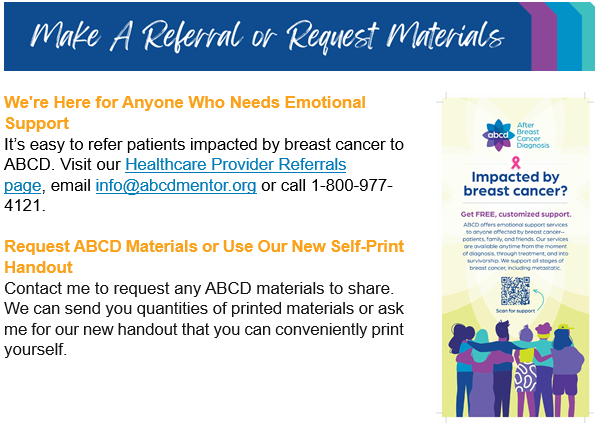 Make A Referral or Request Materials
We're Here for Anyone Who Needs Emotional
Support
It's easy to refer patients impacted by breast cancer to
ABCD. Visit our Healthcare Provider Referrals
page, email info@abcdmentor.org or call 1-800-977-
4121.
Request ABCD Materials or Use Our New Self-Print
Handout
Contact me to request any ABCD materials to share.
We can send you quantities of printed materials or ask
me for our new handout that you can conveniently print
yourself.
abcd
After
Breast
Cancer
Diagnosis
Impacted by
breast cancer?
Get FREE, customized support.
ABCD offers emotional support services
to anyone affected by breast cancer–
patients, family, and friends. Our services
are available anytime from the moment
of diagnosis, through treatment, and into
survivorship. We support all stages of
breast cancer, including metastatic.
Scan for support